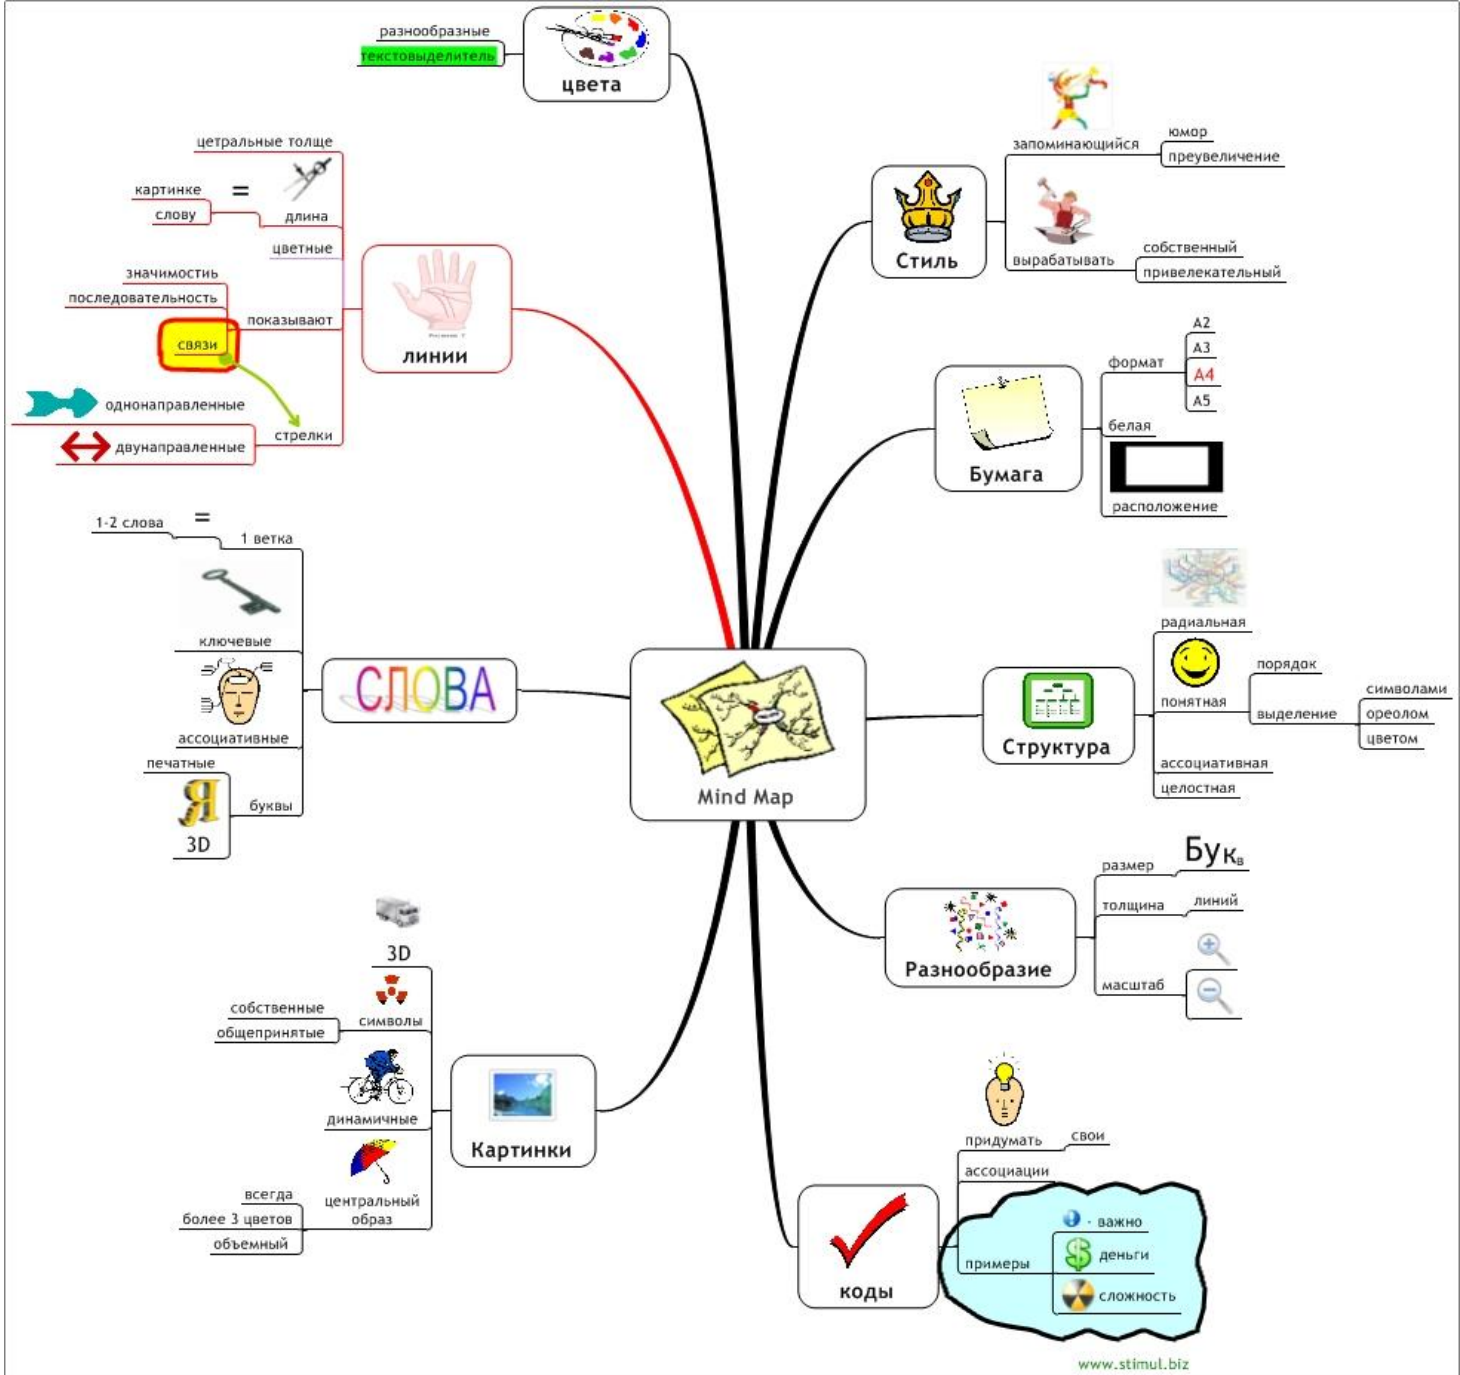 разнообразные
текстовыделитель
цвета
цетральные толще
картинке
=
слову
длина
цветные
значимостиь
последовательность
показывают
связи
однонаправленные
двунаправленные
стрелки
линии
1-2 слова
=
1 ветка
ключевые
ассоциативные
печатные
Я
3D
буквы
СЛОВА
3D
собственные
общепринятые
символы
динамичные
всегда
более 3 цветов
объемный
центральный
образ
Картинки
Mind Map
запоминающийся
юмор
преувеличение
Стиль
вырабатывать
собственный
привелекательный
Бумага
формат
А2
А3
А4
А5
белая
расположение
Структура
радиальная
понятная
порядок
выделение
символами
ореолом
цветом
ассоциативная
целостная
Разнообразие
размер
Букв
толщина
линий
масштаб
коды
придумать
свои
ассоциации
примеры
- важно
$ деньги
сложность
www.stimul.biz